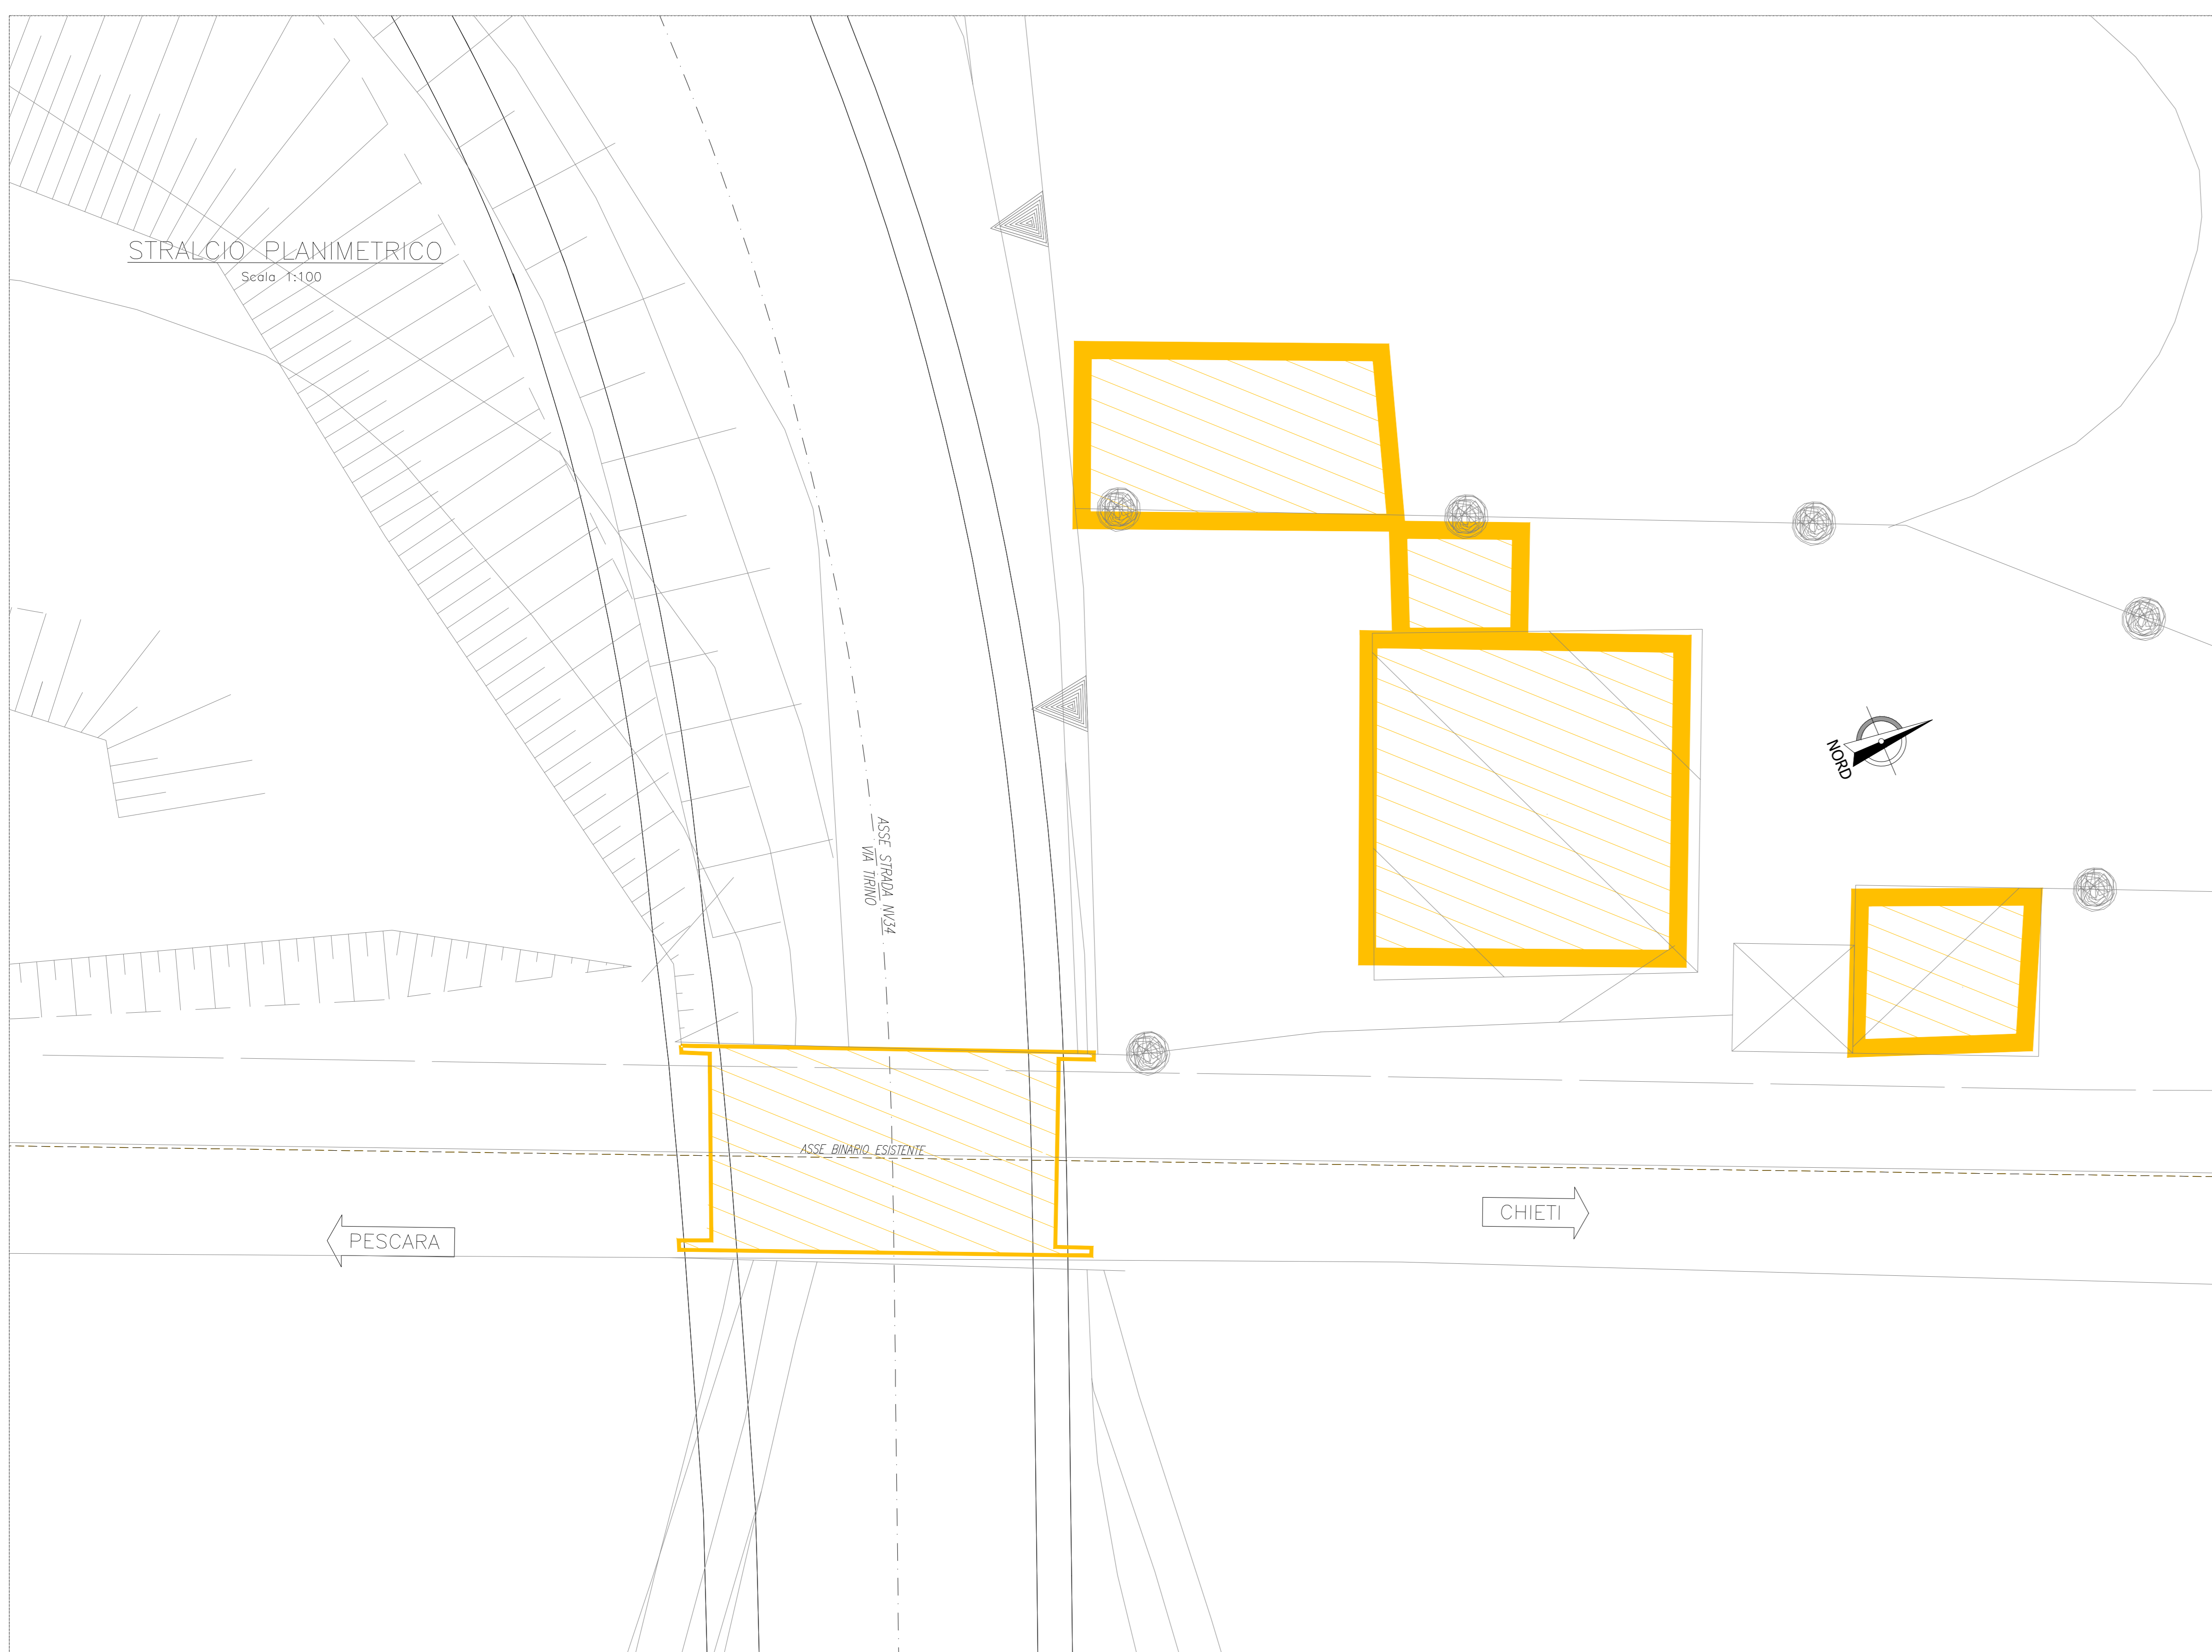 STRALCIO PLANIMETRICO
Scala 1:100
NORD
ASSE STRADA NV34
VIA TIRINO
ASSE BINARIO ESISTENTE
PESCARA
CHIETI